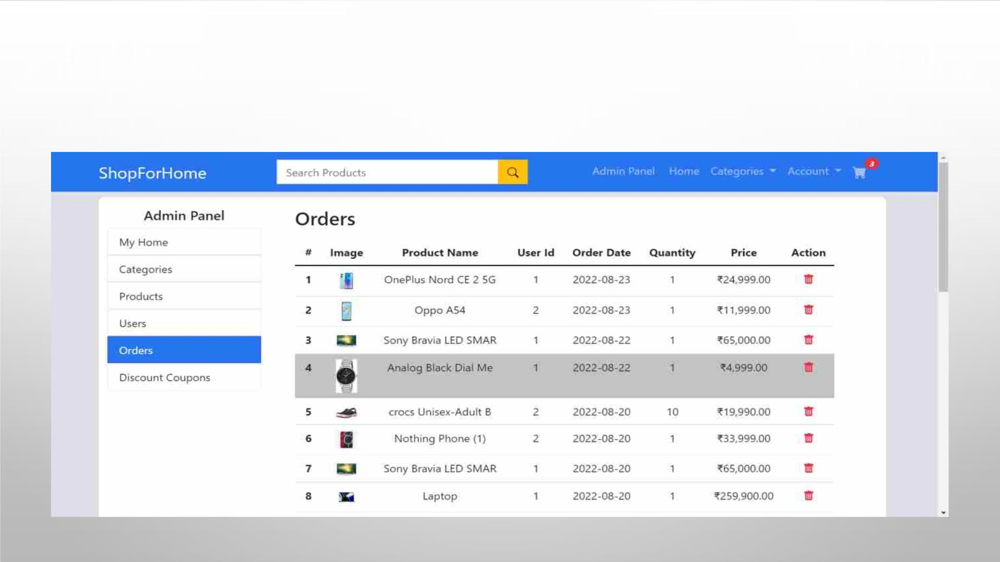 ShopForHome
Search Products
Admin Panel Home Categories Account 3
Admin Panel
My Home
Categories
Products
Users
Orders
Discount Coupons
Orders
# Image Product Name User Id Order Date Quantity Price Action
1 OnePlus Nord CE 2 5G 1 2022-08-23 1 ₹24,999.00
2 Oppo A54 2 2022-08-23 1 ₹11,999.00
3 Sony Bravia LED SMAR 1 2022-08-22 1 ₹65,000.00
4 Analog Black Dial Me 1 2022-08-22 1 ₹4,999.00
5 crocs Unisex-Adult B 2 2022-08-20 10 ₹19,990.00
6 Nothing Phone (1) 2 2022-08-20 1 ₹33,999.00
7 Sony Bravia LED SMAR 1 2022-08-20 1 ₹65,000.00
8 Laptop 1 2022-08-20 1 ₹259,900.00